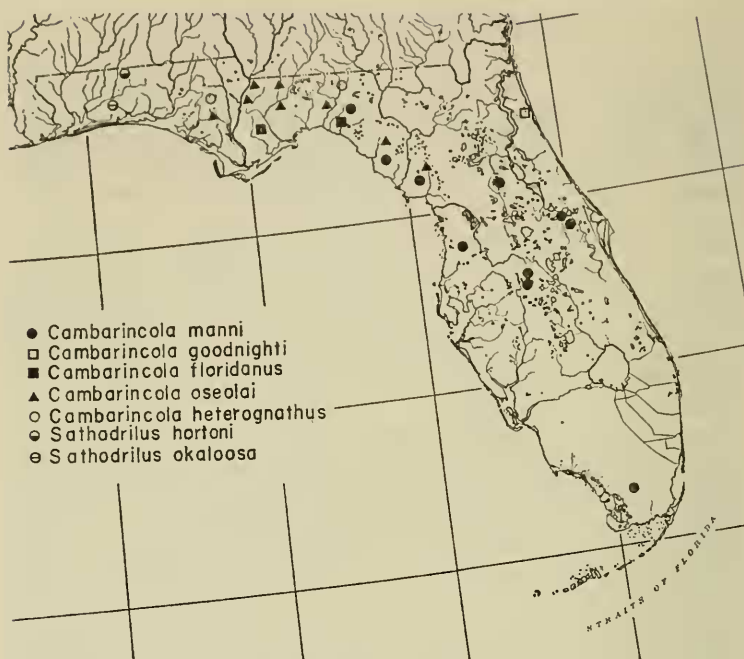 Cambarincola manni
Cambarincola goodnighti
Cambarincola floridanus
Cambarincola oseolai
Cambarincola heterognathus
Sathodrilus hortoni
Sathodrilus okaloosa
STRAITS OF FLORIDA